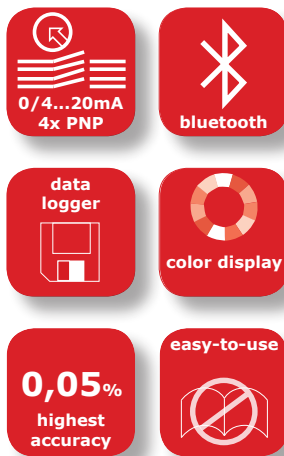 0/4...20mA
4x PNP
bluetooth
data
logger
color display
0,05%
highest
accuracy
easy-to-use